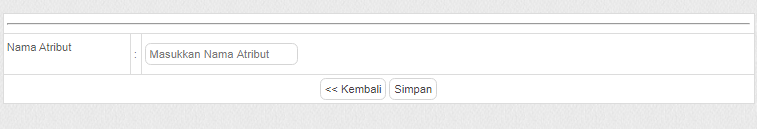 Nama Atribut : Masukkan Nama Atribut
<< Kembali Simpan